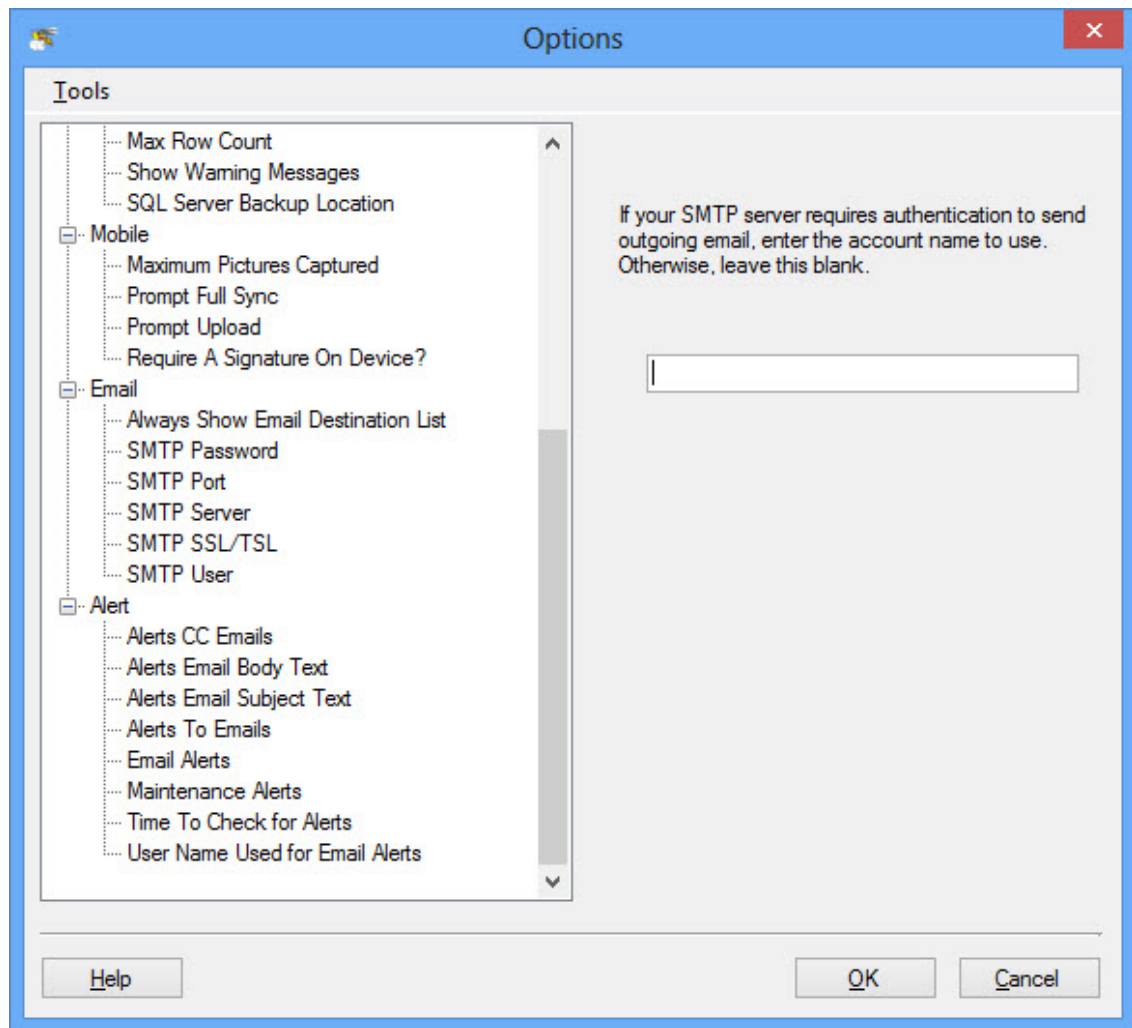 Options
Tools
Max Row Count
Show Warning Messages
SQL Server Backup Location
Mobile
Maximum Pictures Captured
Prompt Full Sync
Prompt Upload
Require A Signature On Device?
Email
Always Show Email Destination List
SMTP Password
SMTP Port
SMTP Server
SMTP SSL/TSL
SMTP User
Alert
Alerts CC Emails
Alerts Email Body Text
Alerts Email Subject Text
Alerts To Emails
Email Alerts
Maintenance Alerts
Time To Check for Alerts
User Name Used for Email Alerts
If your SMTP server requires authentication to send
outgoing email, enter the account name to use.
Otherwise, leave this blank.
Help
OK
Cancel